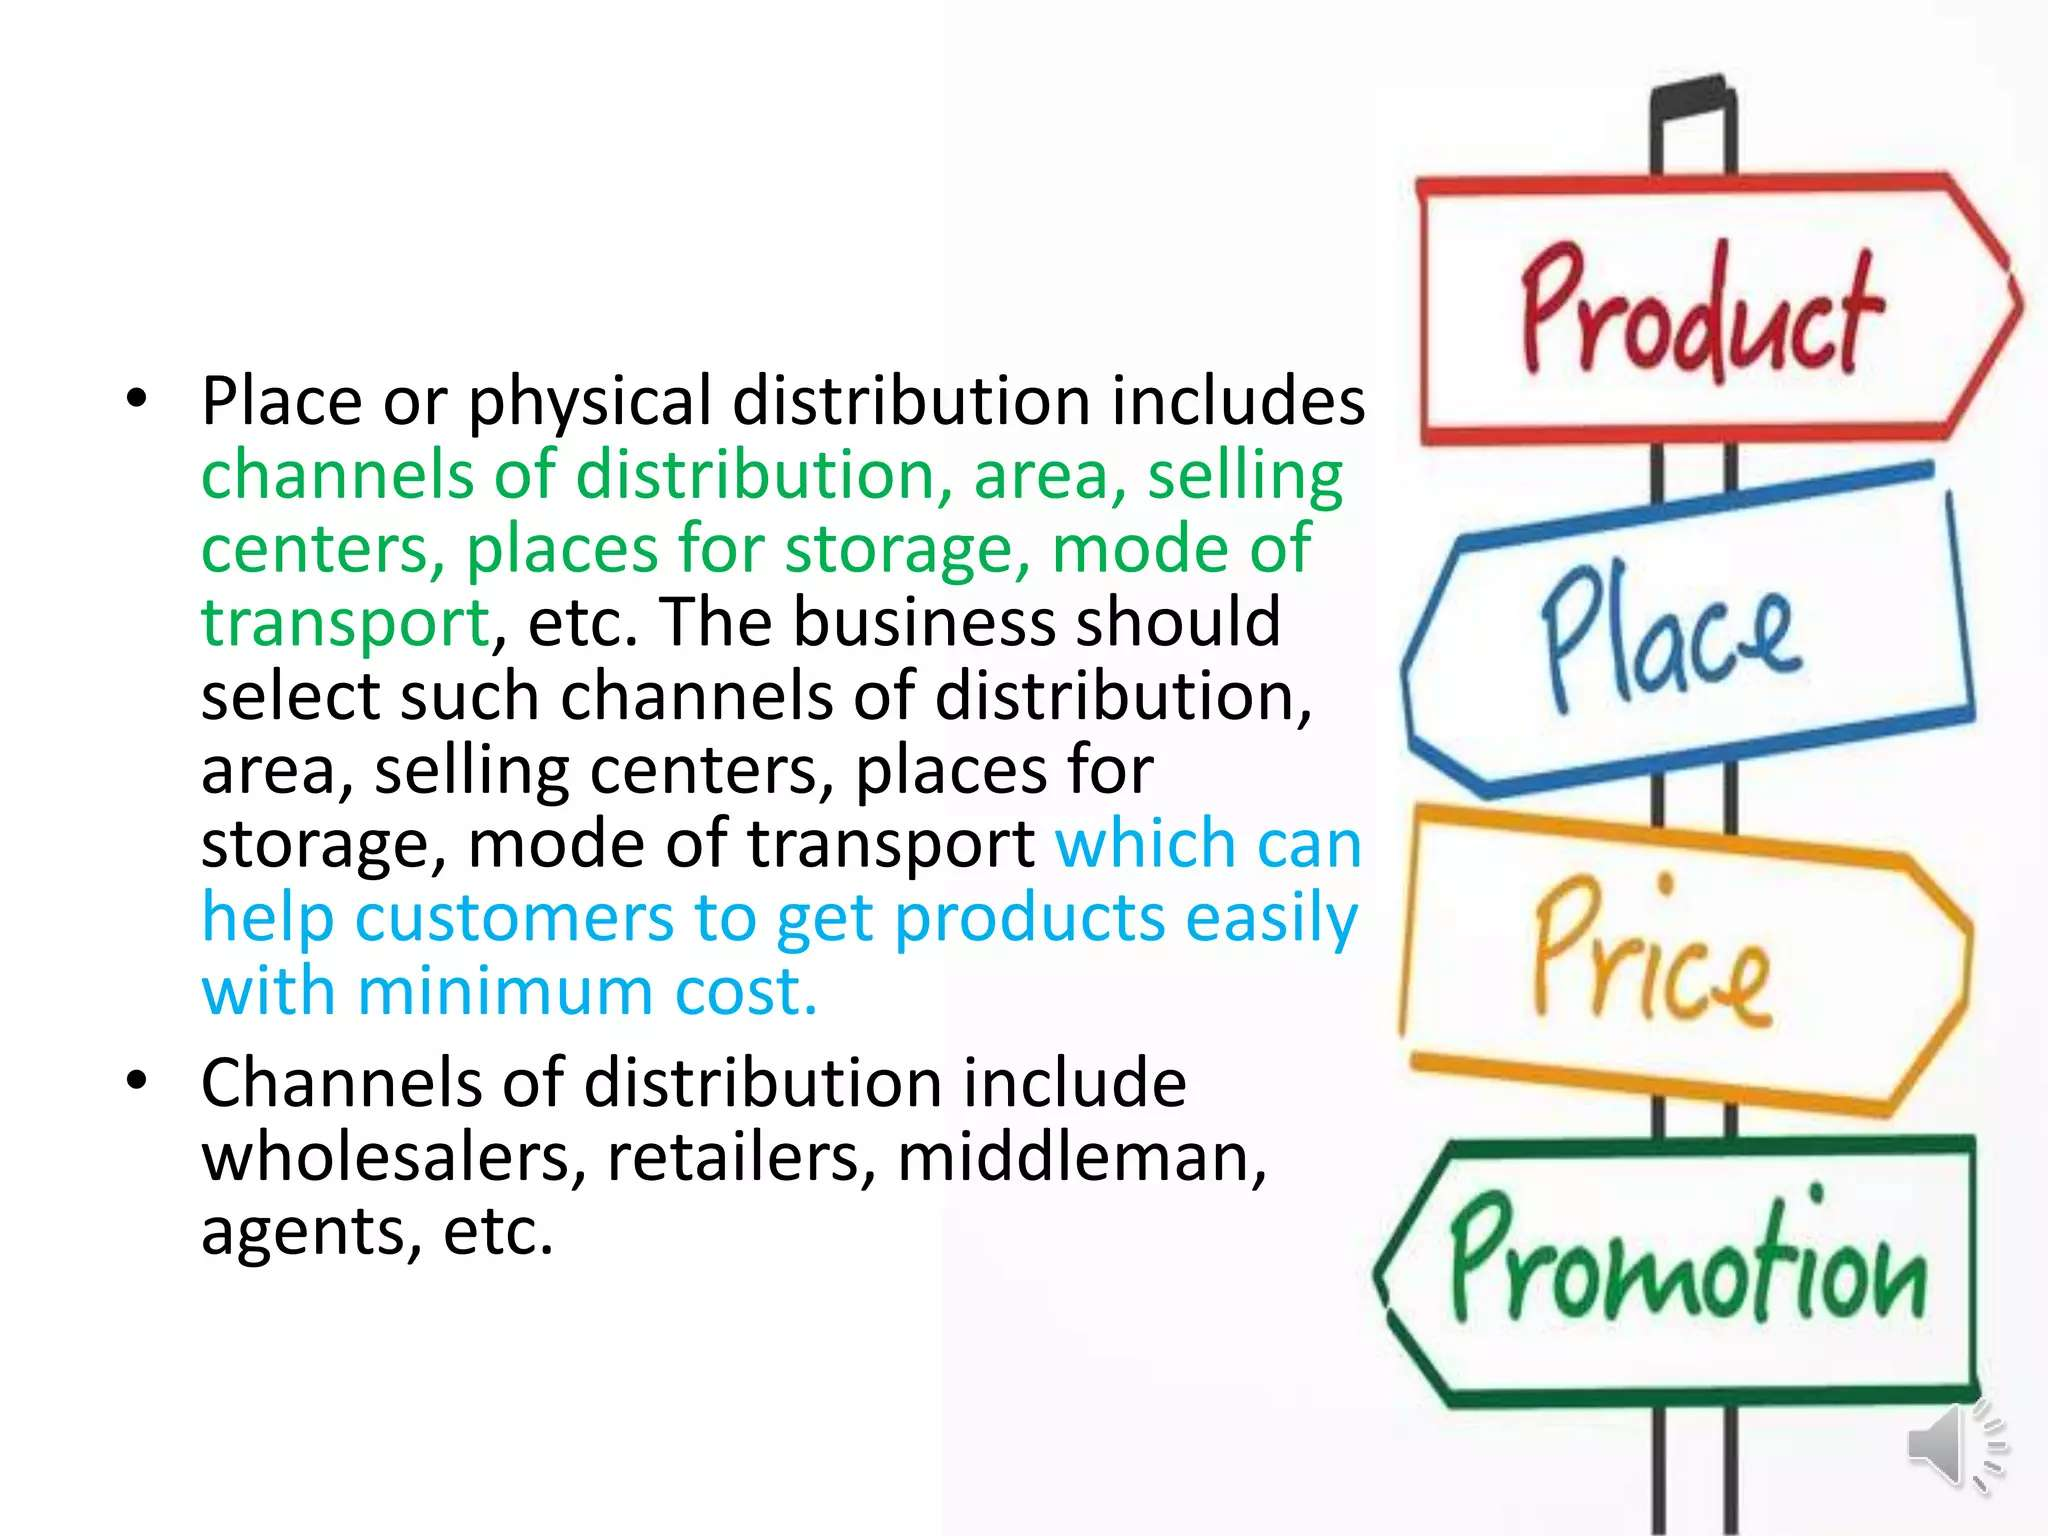 • Place or physical distribution includes
channels of distribution, area, selling
centers, places for storage, mode of
transport, etc. The business should
select such channels of distribution,
area, selling centers, places for
storage, mode of transport which can
help customers to get products easily
with minimum cost.
• Channels of distribution include
wholesalers, retailers, middleman,
agents, etc.
Product
Place
Price
Promotion